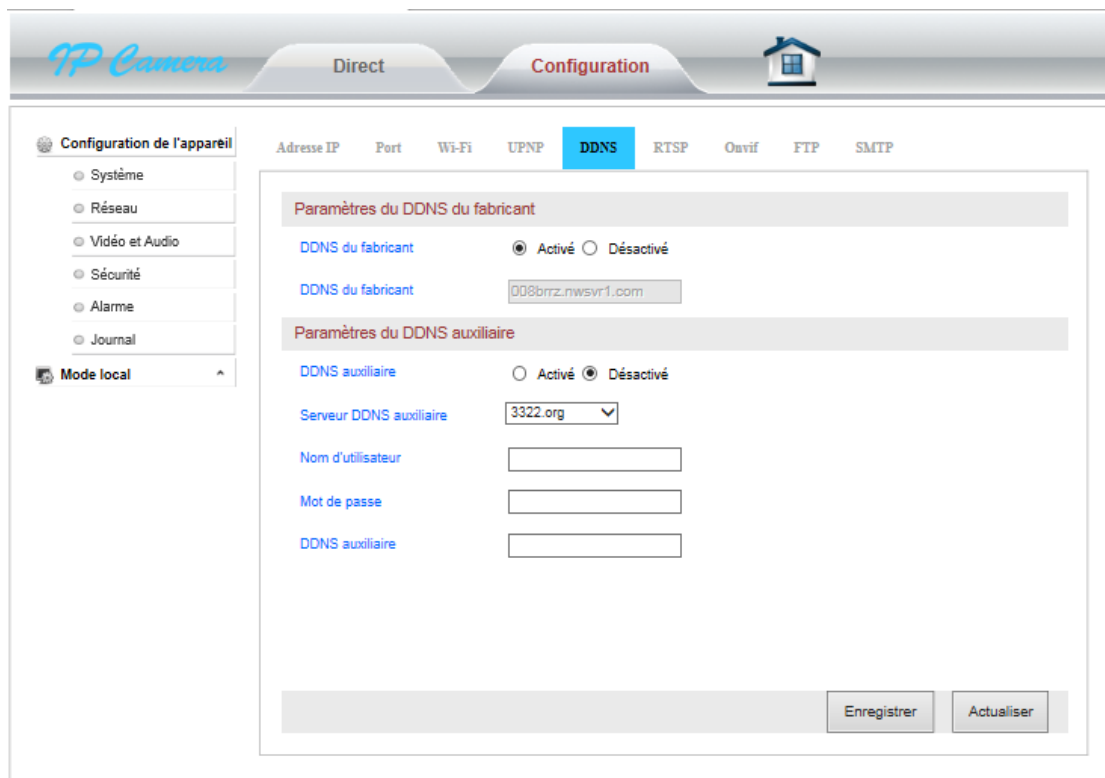 IP Camera
Direct
Configuration
Configuration de l'appareil
Système
Réseau
Vidéo et Audio
Sécurité
Alarme
Journal
Mode local
Adresse IP Port Wi-Fi UPNP DDNS RTSP Onvif FTP SMTP
Paramètres du DDNS du fabricant
DDNS du fabricant Activé Désactivé
DDNS du fabricant 008brrz.nwsvr1.com
Paramètres du DDNS auxiliaire
DDNS auxiliaire Activé Désactivé
Serveur DDNS auxiliaire 3322.org
Nom d'utilisateur
Mot de passe
DDNS auxiliaire
Enregistrer Actualiser